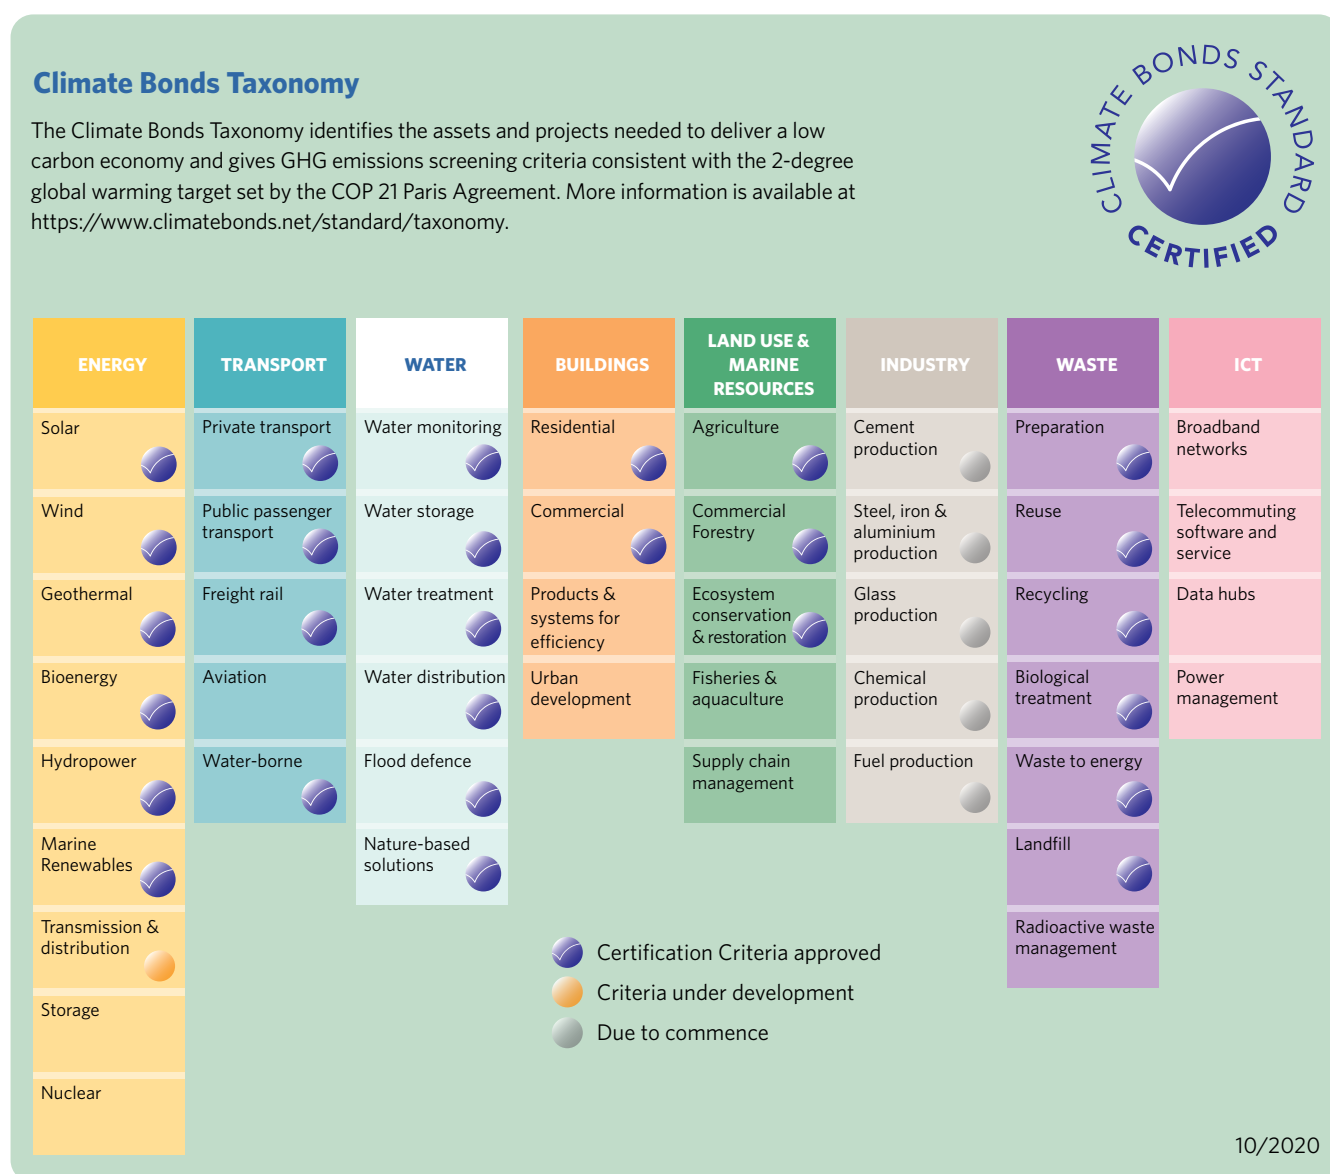 Climate Bonds Taxonomy
The Climate Bonds Taxonomy identifies the assets and projects needed to deliver a low
carbon economy and gives GHG emissions screening criteria consistent with the 2-degree
global warming target set by the COP 21 Paris Agreement. More information is available at
https://www.climatebonds.net/standard/taxonomy.
CLIMATE BONDS STANDARD
CERTIFIED
ENERGY
Solar
Wind
Geothermal
Bioenergy
Hydropower
Marine
Renewables
Transmission &
distribution
Storage
Nuclear
TRANSPORT
Private transport
Public passenger
transport
Freight rail
Aviation
Water-borne
WATER
Water monitoring
Water storage
Water treatment
Water distribution
Flood defence
Nature-based
solutions
BUILDINGS
Residential
Commercial
Products &
systems for
efficiency
Urban
development
LAND USE &
MARINE
RESOURCES
Agriculture
Commercial
Forestry
Ecosystem
conservation
& restoration
Fisheries &
aquaculture
Supply chain
management
INDUSTRY
Cement
production
Steel, iron &
aluminium
production
Glass
production
Chemical
production
Fuel production
WASTE
Preparation
Reuse
Recycling
Biological
treatment
Waste to energy
Landfill
Radioactive waste
management
ICT
Broadband
networks
Telecommuting
software and
service
Data hubs
Power
management
Certification Criteria approved
Criteria under development
Due to commence
10/2020